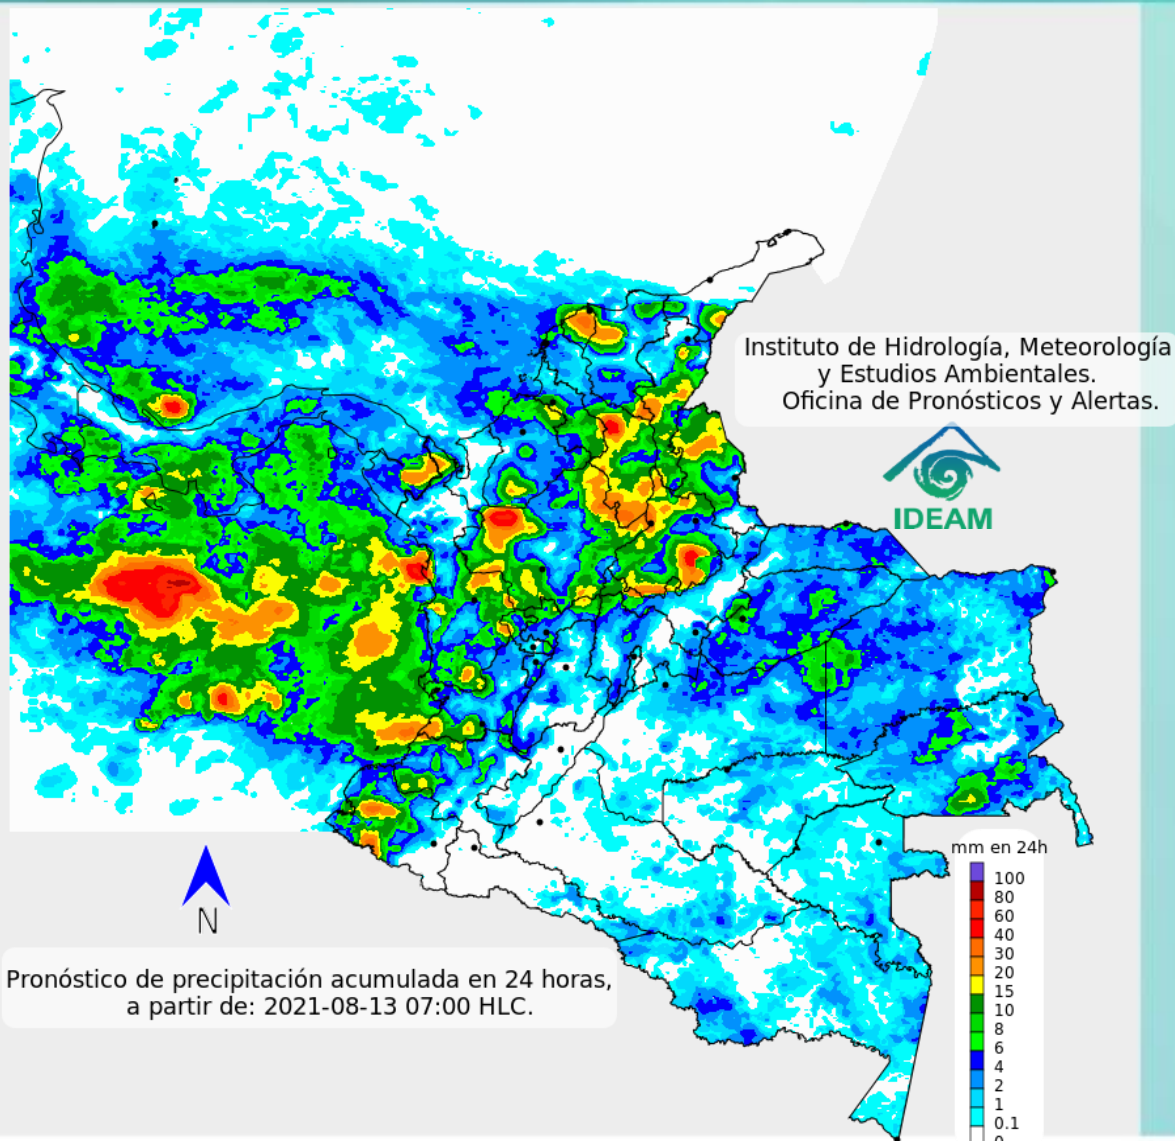 Instituto de Hidrología, Meteorología
y Estudios Ambientales.
Oficina de Pronósticos y Alertas.
IDEAM
mm en 24h
100
80
60
40
30
20
15
10
8
6
4
2
1
0.1
0
N
Pronóstico de precipitación acumulada en 24 horas,
a partir de: 2021-08-13 07:00 HLC.